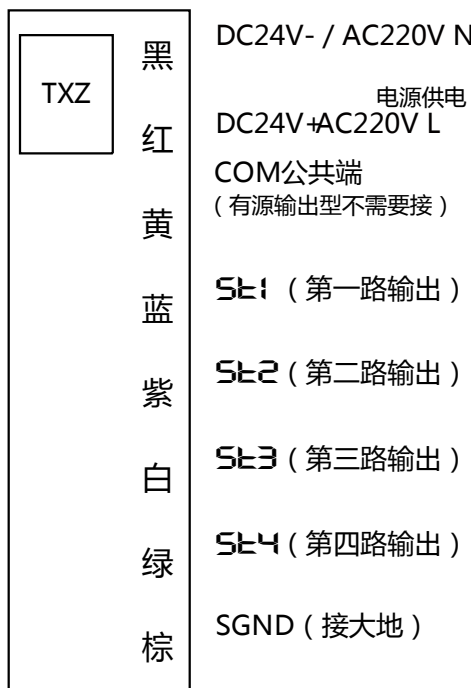 黑
DC24V- / AC220V N
TXZ
电源供电
红
DC24V+AC220V L
COM公共端
(有源输出型不需要接)
黄
蓝
St1 (第一路输出)
紫
St2 (第二路输出)
白
St3 (第三路输出)
绿
St4 (第四路输出)
棕
SGND (接大地)